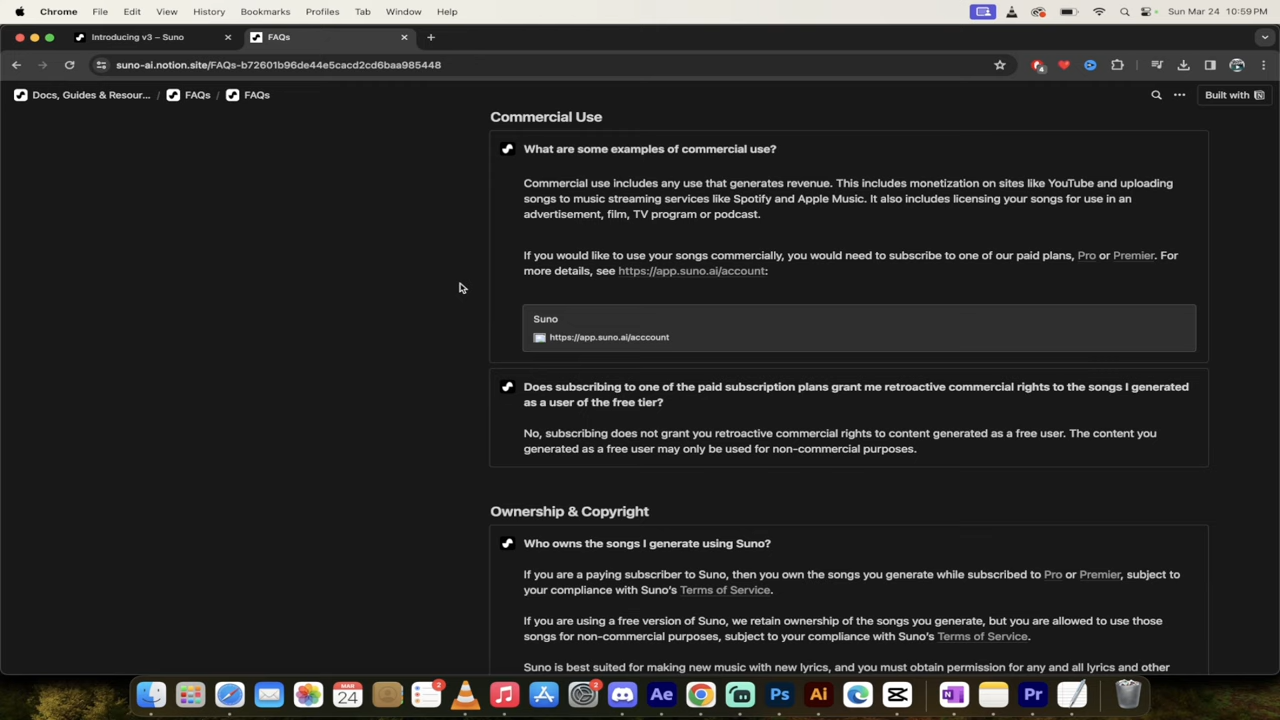 Chrome File Edit View History Bookmarks Profiles Tab Window Help Sun Mar 24 10:59 PM
Introducing v3 – Suno FAQs
suno-ai.notion.site/FAQs-b72601b96de44e5cacd2cd6baa985448
Docs, Guides & Resour... / FAQs / FAQs Built with
Commercial Use
What are some examples of commercial use?
Commercial use includes any use that generates revenue. This includes monetization on sites like YouTube and uploading
songs to music streaming services like Spotify and Apple Music. It also includes licensing your songs for use in an
advertisement, film, TV program or podcast.
If you would like to use your songs commercially, you would need to subscribe to one of our paid plans, Pro or Premier. For
more details, see https://app.suno.ai/account:
Suno
https://app.suno.ai/acccount
Does subscribing to one of the paid subscription plans grant me retroactive commercial rights to the songs I generated
as a user of the free tier?
No, subscribing does not grant you retroactive commercial rights to content generated as a free user. The content you
generated as a free user may only be used for non-commercial purposes.
Ownership & Copyright
Who owns the songs I generate using Suno?
If you are a paying subscriber to Suno, then you own the songs you generate while subscribed to Pro or Premier, subject to
your compliance with Suno's Terms of Service.
If you are using a free version of Suno, we retain ownership of the songs you generate, but you are allowed to use those
songs for non-commercial purposes, subject to your compliance with Suno's Terms of Service.
Suno is best suited for making new music with new lyrics, and you must obtain permission for any and all lyrics and other
MAR
24
2
2
Ae
Ps
Ai
N
Pr